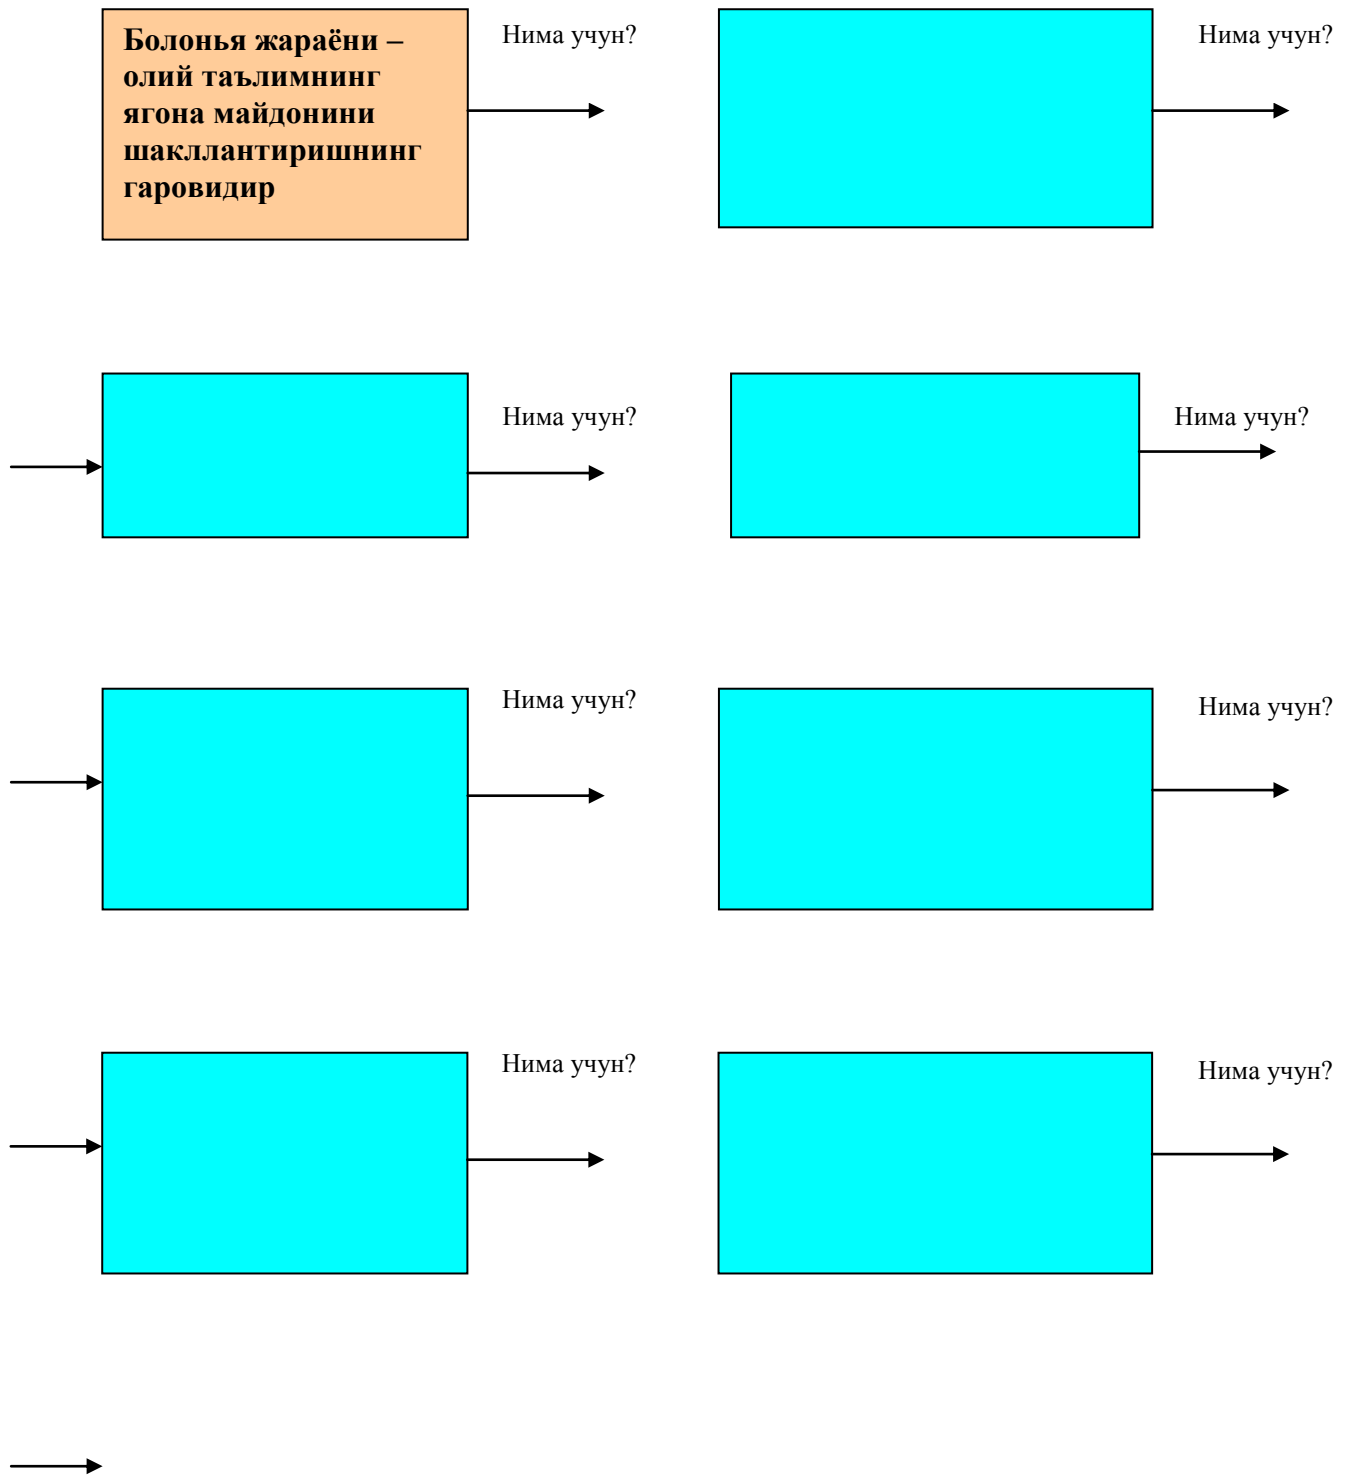 Болонья жараёни –
олий таълимнинг
ягона майдонини
шакллантиришнинг
гаровидир
Нима учун?
Нима учун?
Нима учун?
Нима учун?
Нима учун?
Нима учун?
Нима учун?
Нима учун?